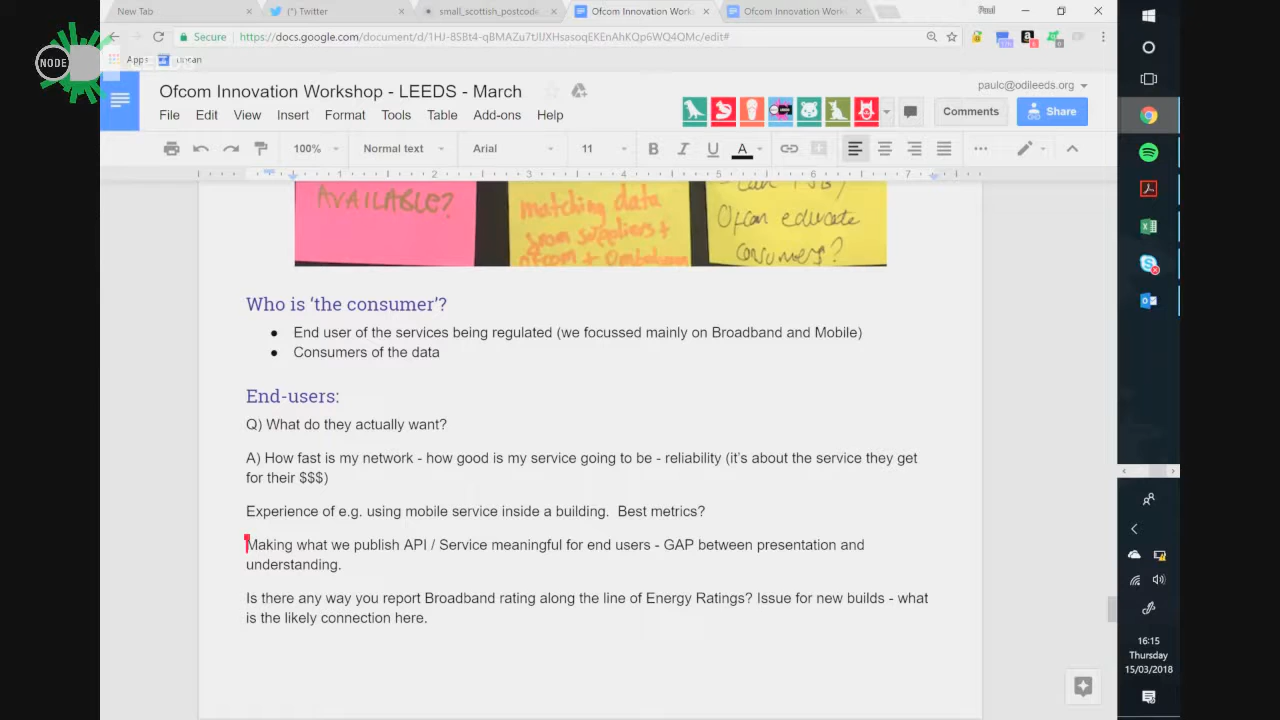 New Tab
(*) Twitter
small_scottish_postcode
Ofcom Innovation Work
Ofcom Innovation Work
Paul
Secure
https://docs.google.com/document/d/1HJ-8SBt4-qBMAZu7tUUXHsasoqEKEnAhKQp6WQ4QMc/edit#
NODE
Apps
Ofcom Innovation Workshop - LEEDS - March
paulc@odileeds.org
File Edit View Insert Format Tools Table Add-ons Help
Comments
Share
100%
Normal text
Arial
11
B I U A
1 2 3 4 5 6 7
AVAILABLE?
matching data
from suppliers +
Ofcom + Ombudsman
Ofcom educate
consumers?
Who is ‘the consumer’?
● End user of the services being regulated (we focussed mainly on Broadband and Mobile)
● Consumers of the data
End-users:
Q) What do they actually want?
A) How fast is my network - how good is my service going to be - reliability (it’s about the service they get
for their $$$)
Experience of e.g. using mobile service inside a building.  Best metrics?
Making what we publish API / Service meaningful for end users - GAP between presentation and
understanding.
Is there any way you report Broadband rating along the line of Energy Ratings? Issue for new builds - what
is the likely connection here.
16:15
Thursday
15/03/2018